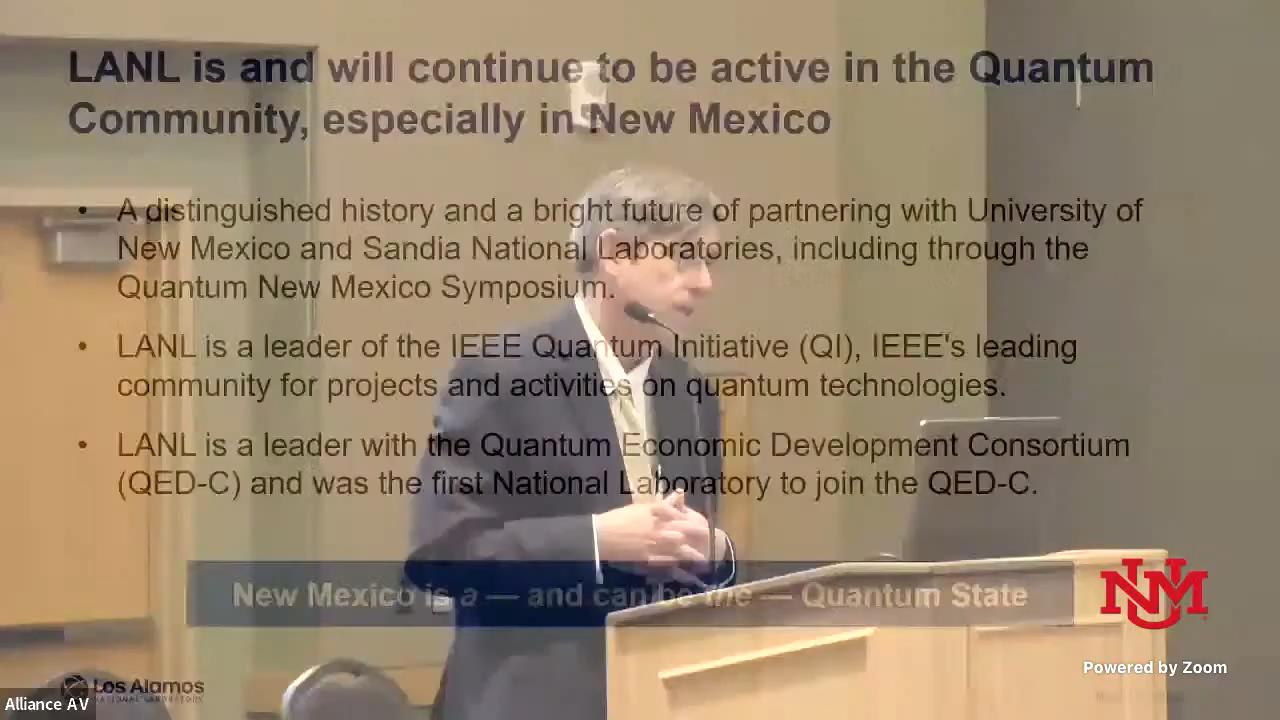 LANL is and will continue to be active in the Quantum
Community, especially in New Mexico
• A distinguished history and a bright future of partnering with University of
New Mexico and Sandia National Laboratories, including through the
Quantum New Mexico Symposium.
• LANL is a leader of the IEEE Quantum Initiative (QI), IEEE's leading
community for projects and activities on quantum technologies.
• LANL is a leader with the Quantum Economic Development Consortium
(QED-C) and was the first National Laboratory to join the QED-C.
New Mexico is a — and can be the — Quantum State
UNM
Powered by Zoom
Los Alamos
NATIONAL LABORATORY
Alliance AV